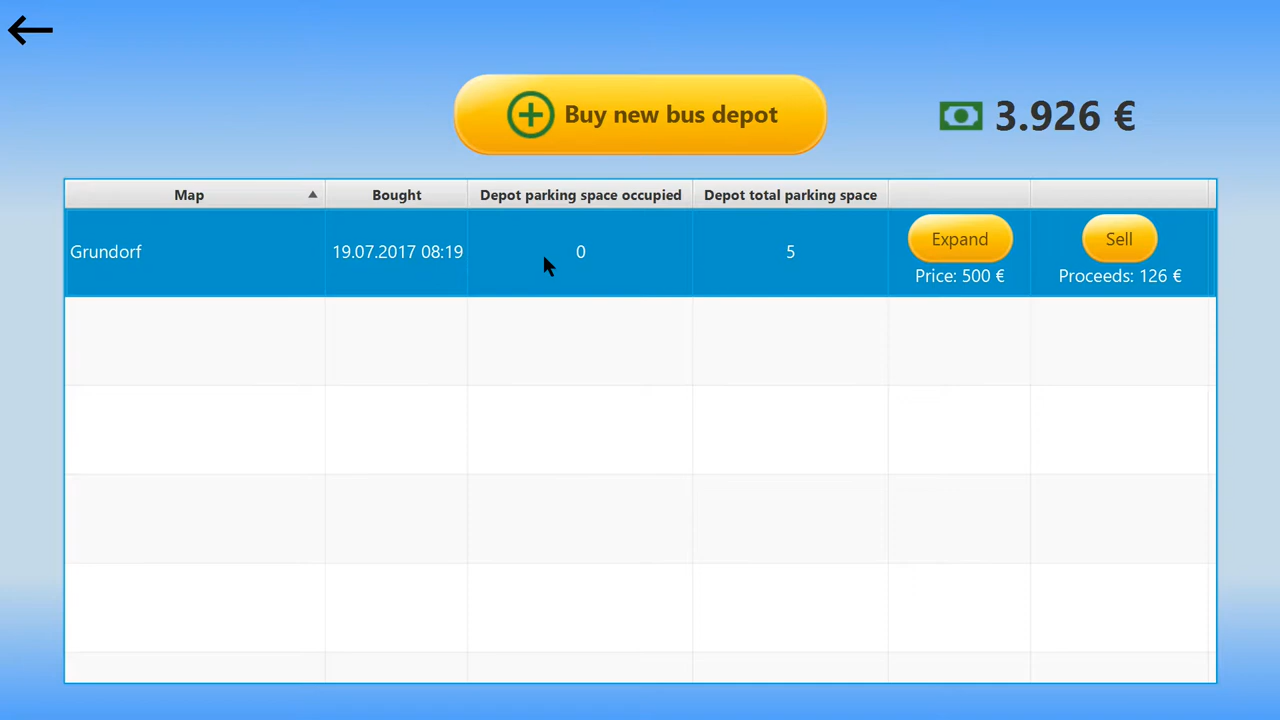 Buy new bus depot
3.926 €
Map Bought Depot parking space occupied Depot total parking space
Grundorf 19.07.2017 08:19 0 5 Expand Sell
Price: 500 € Proceeds: 126 €